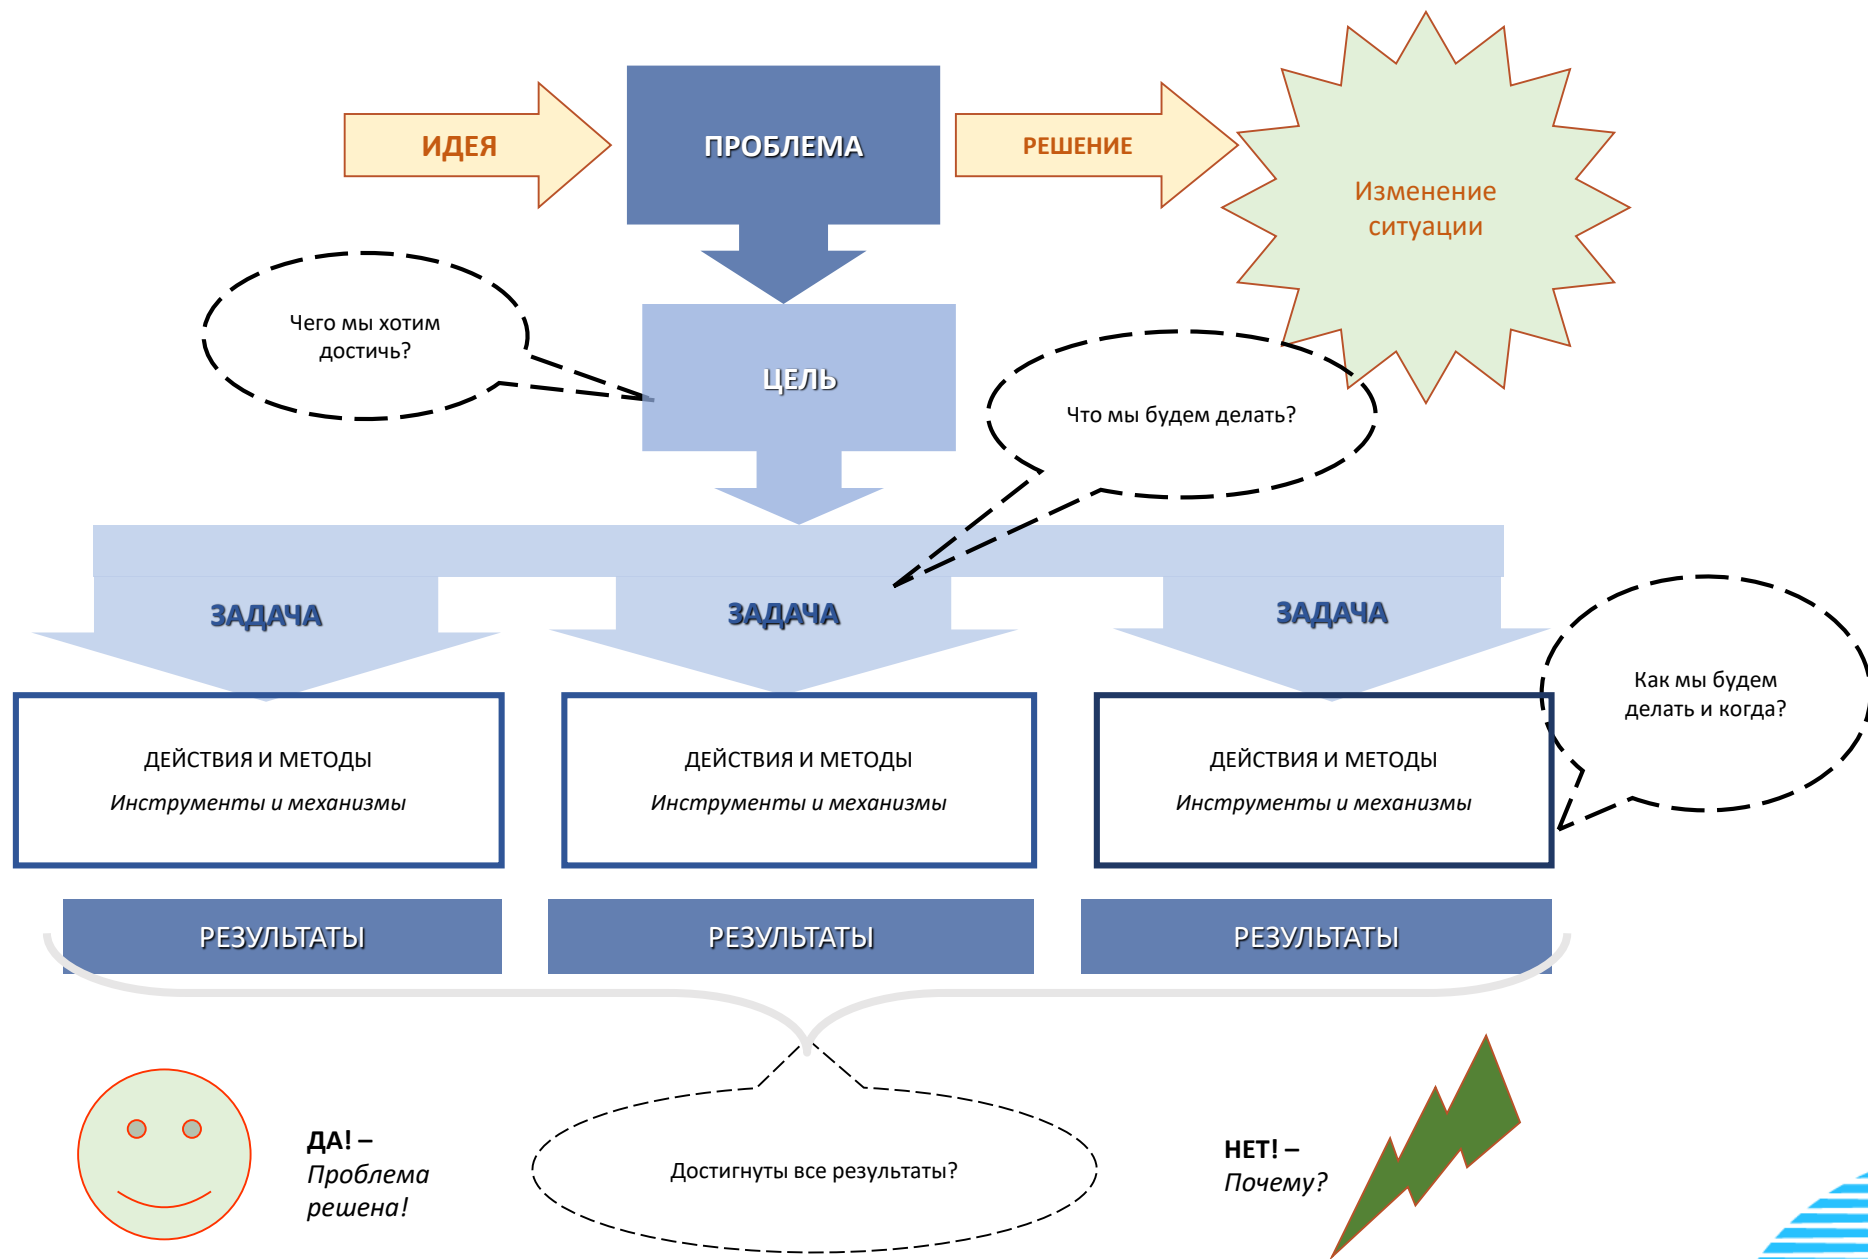 ИДЕЯ
ПРОБЛЕМА
РЕШЕНИЕ
Изменение
ситуации
Чего мы хотим
достичь?
ЦЕЛЬ
Что мы будем делать?
ЗАДАЧА
ЗАДАЧА
ЗАДАЧА
Как мы будем
делать и когда?
ДЕЙСТВИЯ И МЕТОДЫ
Инструменты и механизмы
ДЕЙСТВИЯ И МЕТОДЫ
Инструменты и механизмы
ДЕЙСТВИЯ И МЕТОДЫ
Инструменты и механизмы
РЕЗУЛЬТАТЫ
РЕЗУЛЬТАТЫ
РЕЗУЛЬТАТЫ
ДА! –
Проблема
решена!
Достигнуты все результаты?
НЕТ! –
Почему?